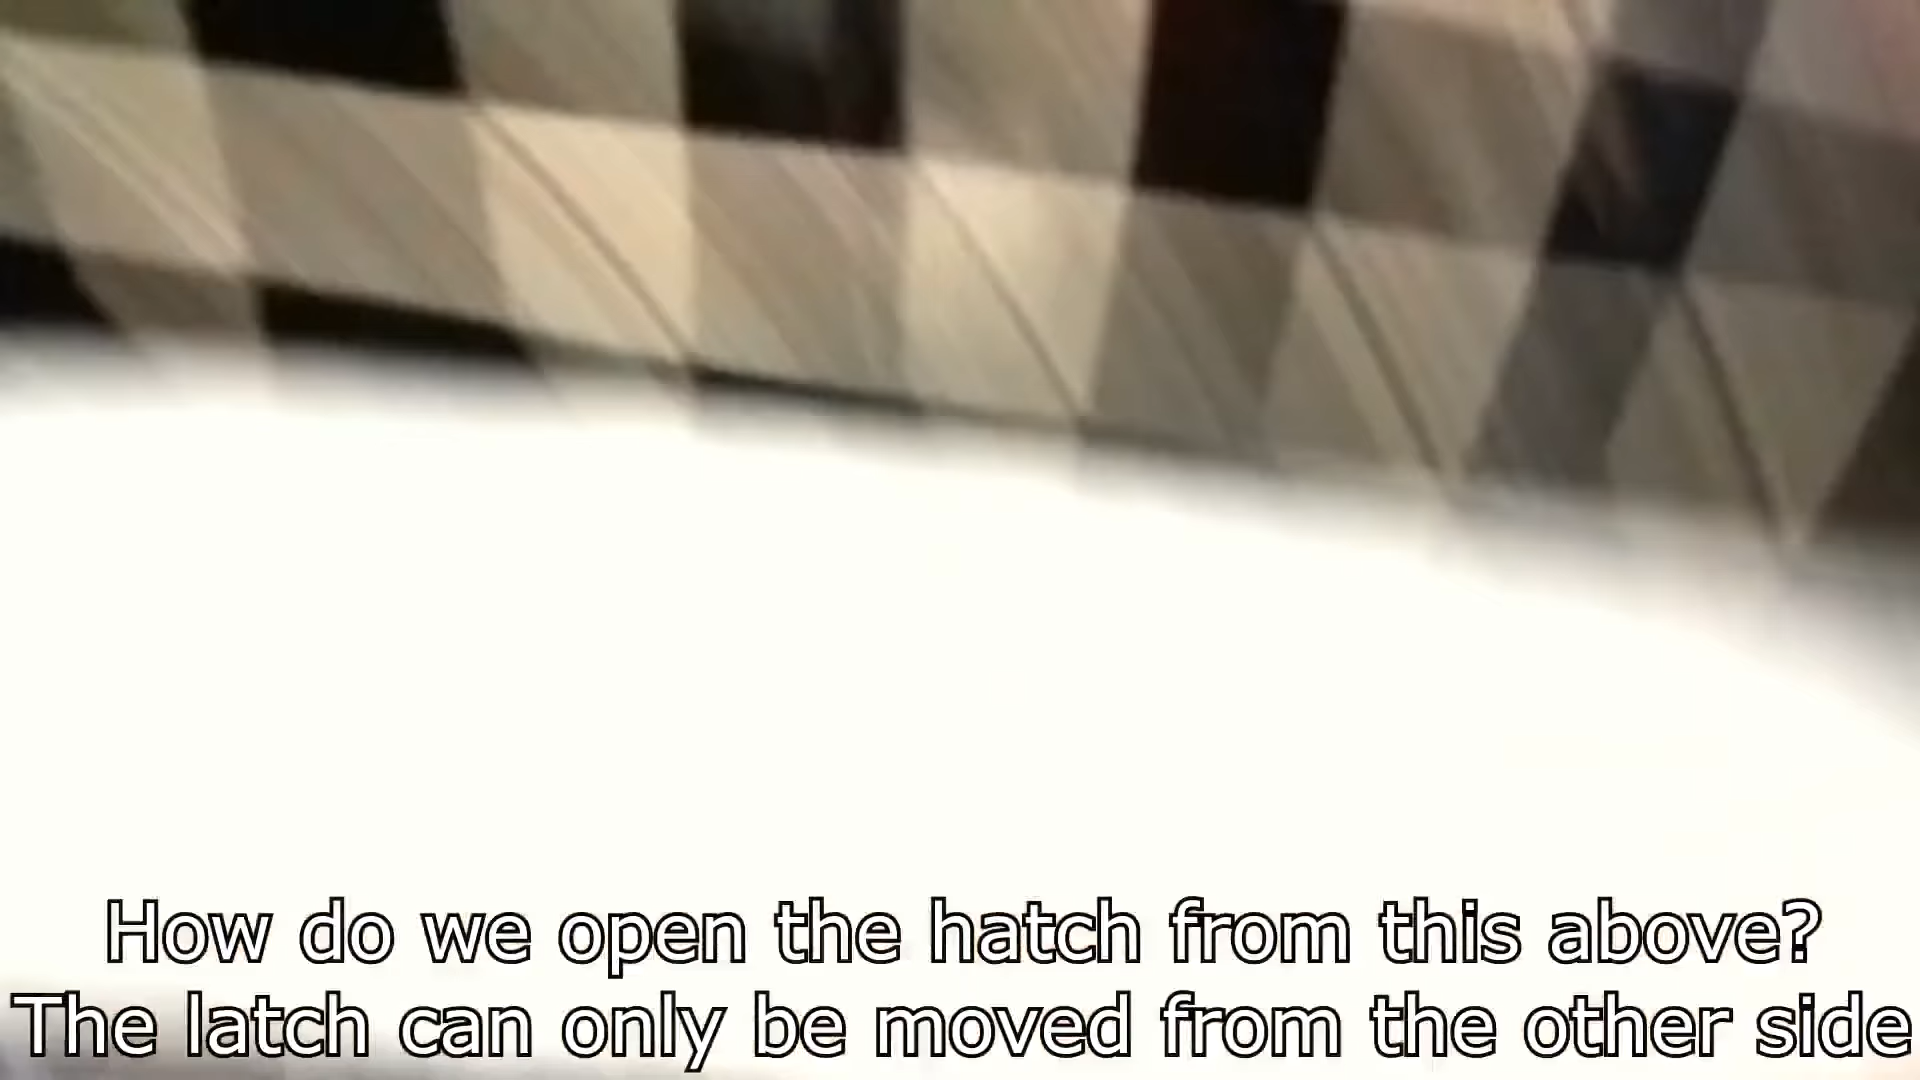 How do we open the hatch from this above?
The latch can only be moved from the other side